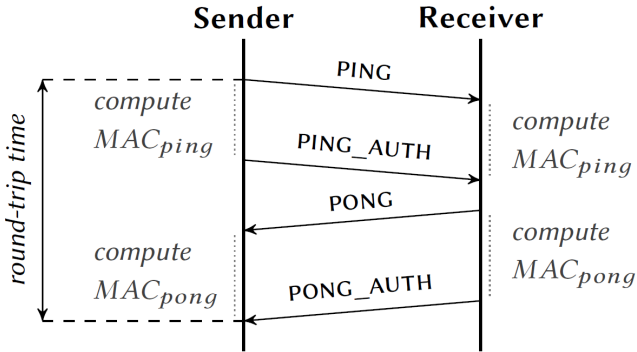 Sender
Receiver
PING
compute
MACping
compute
MACping
PING_AUTH
PONG
compute
MACpong
compute
MACpong
PONG_AUTH
round-trip time